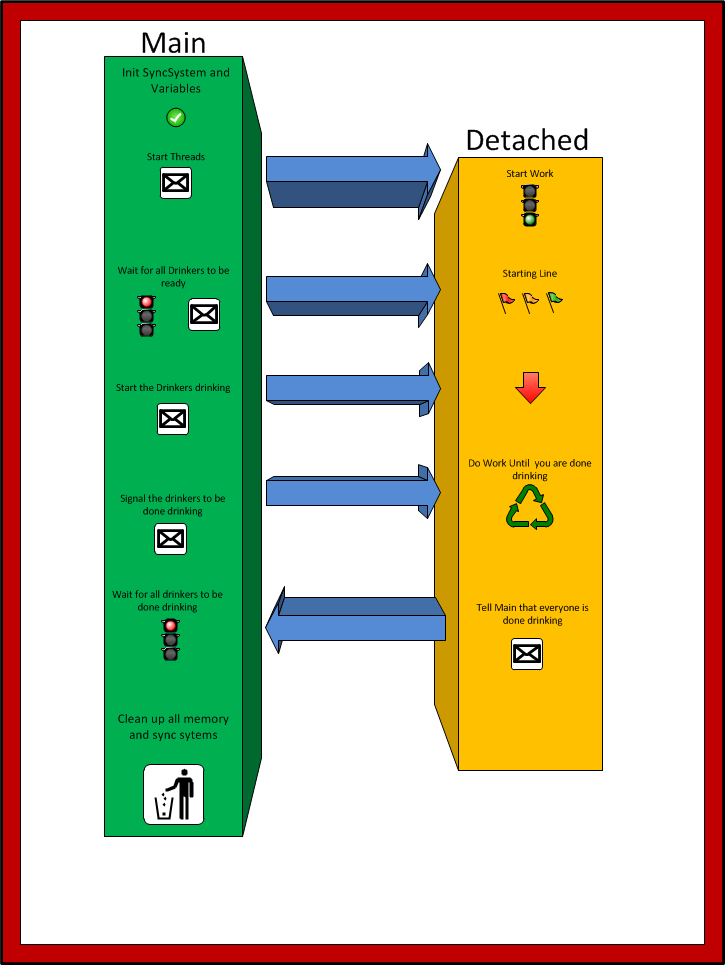 Main
Init SyncSystem and
Variables
Start Threads
Wait for all Drinkers to be
ready
Start the Drinkers drinking
Signal the drinkers to be
done drinking
Wait for all drinkers to be
done drinking
Clean up all memory
and sync sytems
Detached
Start Work
Starting Line
Do Work Until  you are done
drinking
Tell Main that everyone is
done drinking